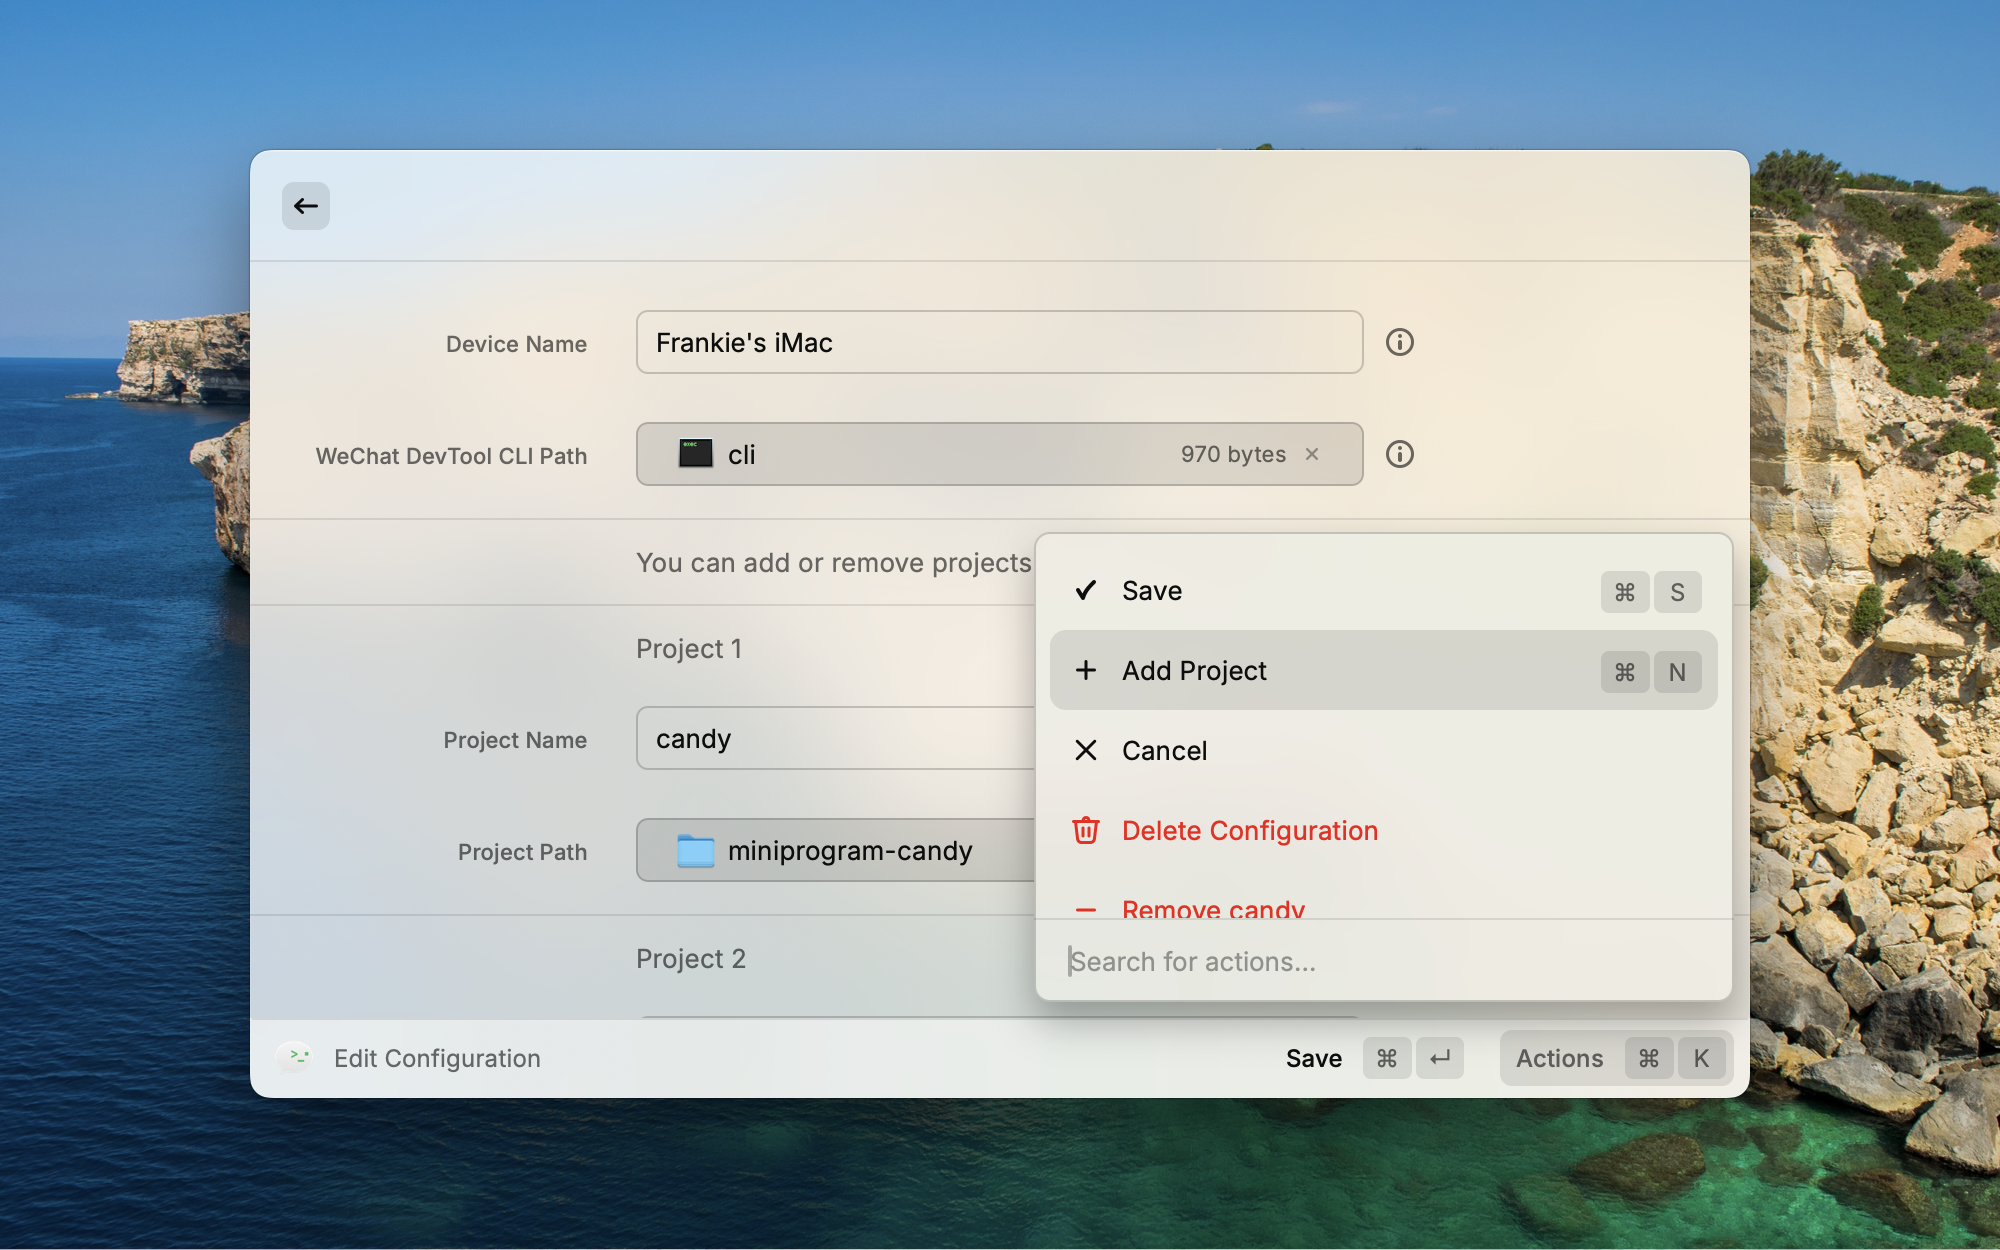 Device Name
Frankie's iMac
WeChat DevTool CLI Path
exec
cli
970 bytes
You can add or remove projects
Project 1
Project Name
candy
Project Path
miniprogram-candy
Project 2
Save
⌘ S
Add Project
⌘ N
Cancel
Delete Configuration
Remove candy
Search for actions...
Edit Configuration
Save ⌘ ↵
Actions ⌘ K